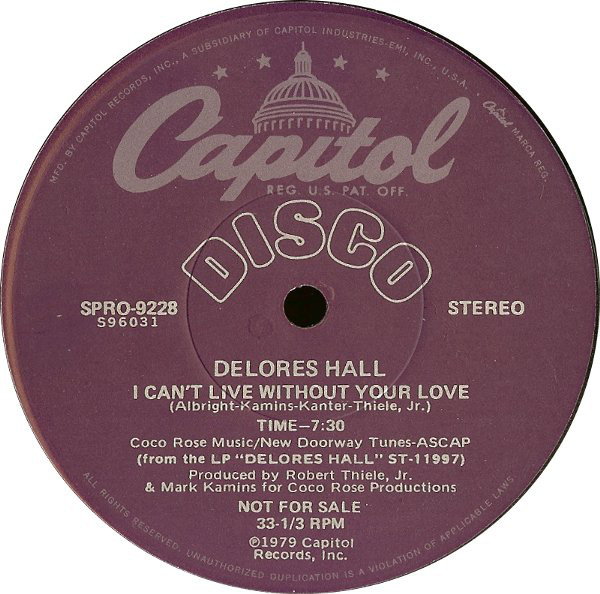 MFD. BY CAPITOL RECORDS, INC., A SUBSIDIARY OF CAPITOL INDUSTRIES-EMI, INC., U.S.A.
Capitol MARCA REG.
Capitol
REG. U.S. PAT. OFF.
DISCO
SPRO-9228
S96031
STEREO
DELORES HALL
I CAN'T LIVE WITHOUT YOUR LOVE
(Albright-Kamins-Kanter-Thiele, Jr.)
TIME—7:30
Coco Rose Music/New Doorway Tunes-ASCAP
(from the LP "DELORES HALL" ST-11997)
Produced by Robert Thiele, Jr.
& Mark Kamins for Coco Rose Productions
NOT FOR SALE
33-1/3 RPM
℗1979 Capitol
Records, Inc.
ALL RIGHTS RESERVED. UNAUTHORIZED DUPLICATION IS A VIOLATION OF APPLICABLE LAWS